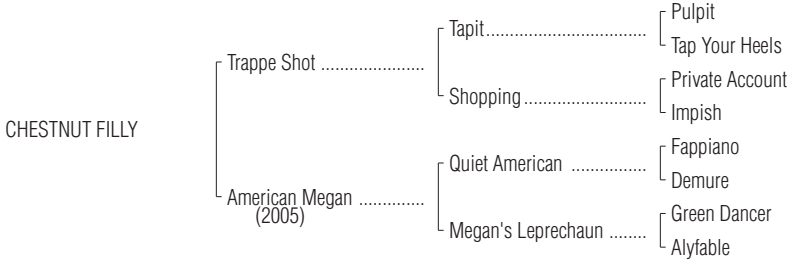 Pulpit
Tapit
Tap Your Heels
Trappe Shot
Private Account
Shopping
Impish
CHESTNUT FILLY
Fappiano
Quiet American
Demure
American Megan
(2005)
Green Dancer
Megan's Leprechaun
Alyfable